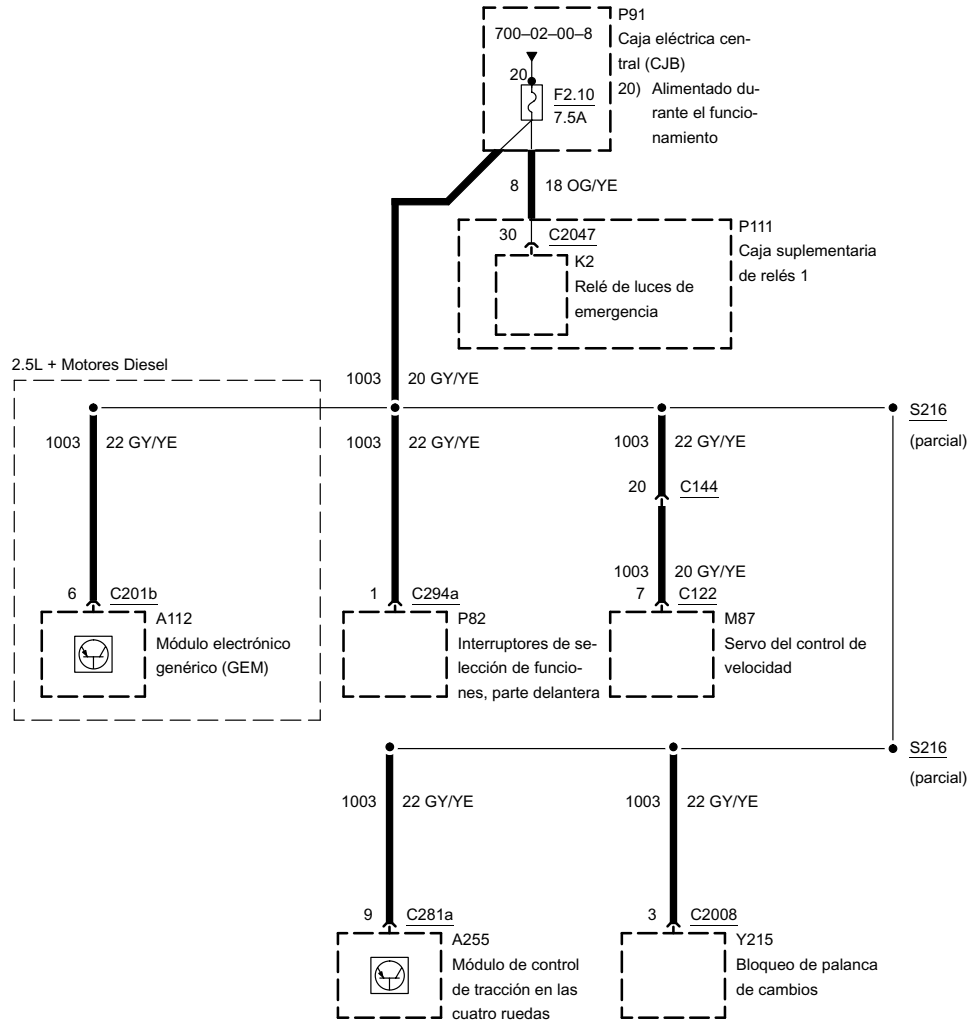 P91
700–02–00–8
Caja eléctrica cen-
tral (CJB)
20
20) Alimentado du-
rante el funcio-
namiento
F2.10
7.5A
8 18 OG/YE
P111
30 C2047
Caja suplementaria
de relés 1
K2
Relé de luces de
emergencia
2.5L + Motores Diesel
1003 20 GY/YE
S216
(parcial)
1003 22 GY/YE
1003 22 GY/YE
1003 22 GY/YE
20 C144
1003 20 GY/YE
6 C201b
1 C294a
7 C122
A112
Módulo electrónico
genérico (GEM)
P82
Interruptores de se-
lección de funcio-
nes, parte delantera
M87
Servo del control de
velocidad
S216
(parcial)
1003 22 GY/YE
1003 22 GY/YE
9 C281a
3 C2008
A255
Módulo de control
de tracción en las
cuatro ruedas
Y215
Bloqueo de palanca
de cambios